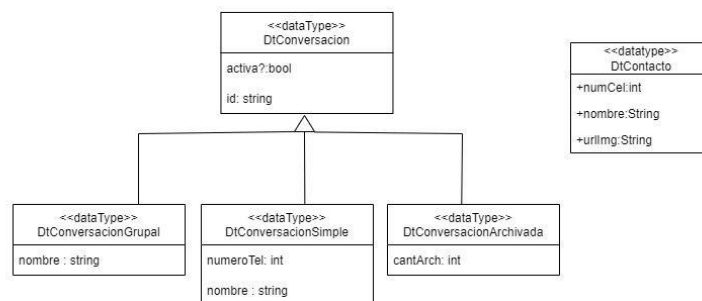 <<dataType>>
DtConversacion
activa?:bool
id: string
<<datatype>>
DtContacto
+numCel:int
+nombre:String
+urlImg:String
<<dataType>>
DtConversacionGrupal
nombre : string
<<dataType>>
DtConversacionSimple
numeroTel: int
nombre : string
<<dataType>>
DtConversacionArchivada
cantArch: int